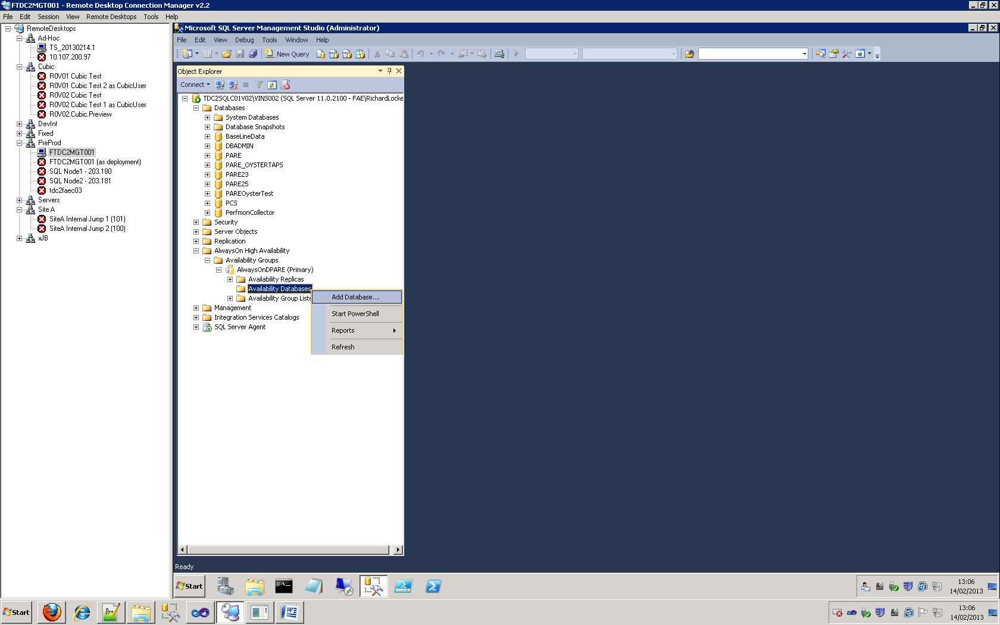 FTDC2MGT001 - Remote Desktop Connection Manager v2.2
File Edit Session View Remote Desktops Tools Help
RemoteDesktops
Ad-Hoc
TS_20130214.1
10.107.200.97
Cubic
R0V01 Cubic Test
R0V01 Cubic Test 2 as CubicUser
R0V02 Cubic Test
R0V02 Cubic Test 1 as CubicUser
R0V02.Cubic.Preview
DevInt
Fixed
PreProd
FTDC2MGT001
FTDC2MGT001 (as deployment)
SQL Node1 - 203.180
SQL Node2 - 203.181
tdc2faec03
Servers
Site A
SiteA Internal Jump 1 (101)
SiteA Internal Jump 2 (100)
xJB
Microsoft SQL Server Management Studio (Administrator)
File Edit View Debug Tools Window Help
New Query
Object Explorer
Connect
TDC2SQLC01V02\VINS002 (SQL Server 11.0.2100 - FAE\RichardLocke
Databases
System Databases
Database Snapshots
BaseLineData
DBADMIN
PARE
PARE_OYSTERTAPS
PARE23
PARE25
PAREOysterTest
PCS
PerfmonCollector
Security
Server Objects
Replication
AlwaysOn High Availability
Availability Groups
AlwaysOnDPARE (Primary)
Availability Replicas
Availability Databases
Availability Group Liste
Management
Integration Services Catalogs
SQL Server Agent
Add Database...
Start PowerShell
Reports
Refresh
Ready
Start
13:06
14/02/2013
Start
13:06
14/02/2013